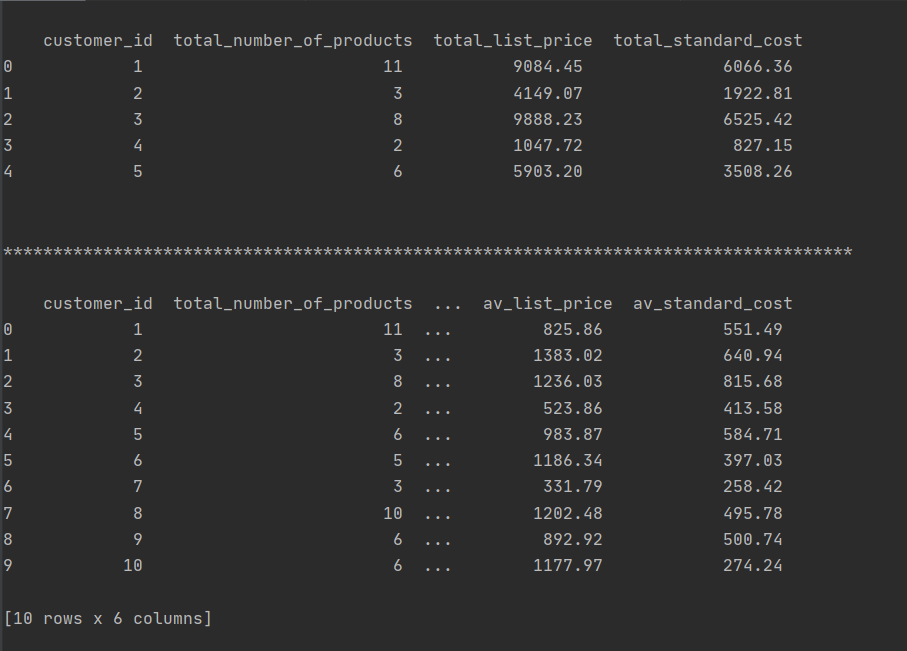 customer_id  total_number_of_products  total_list_price  total_standard_cost
0            1                        11           9084.45              6066.36
1            2                         3           4149.07              1922.81
2            3                         8           9888.23              6525.42
3            4                         2           1047.72               827.15
4            5                         6           5903.20              3508.26
*************************************************************************************
customer_id  total_number_of_products  ...  av_list_price  av_standard_cost
0            1                        11  ...         825.86            551.49
1            2                         3  ...        1383.02            640.94
2            3                         8  ...        1236.03            815.68
3            4                         2  ...         523.86            413.58
4            5                         6  ...         983.87            584.71
5            6                         5  ...        1186.34            397.03
6            7                         3  ...         331.79            258.42
7            8                        10  ...        1202.48            495.78
8            9                         6  ...         892.92            500.74
9           10                         6  ...        1177.97            274.24
[10 rows x 6 columns]